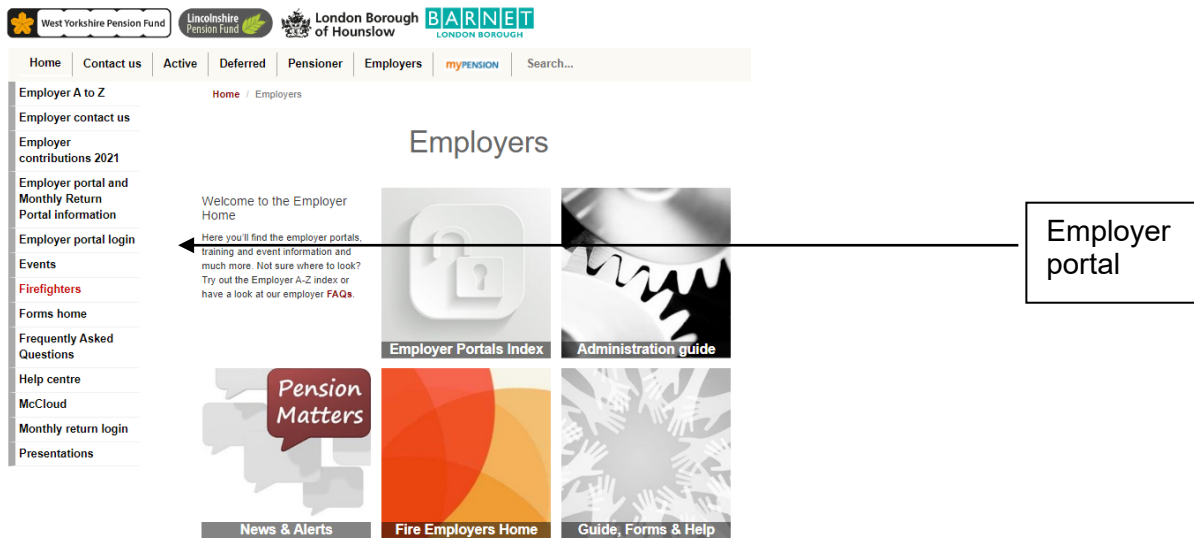 West Yorkshire Pension Fund
Lincolnshire
Pension Fund
London Borough
of Hounslow
BARNET
LONDON BOROUGH
Home Contact us Active Deferred Pensioner Employers myPENSION Search...
Employer A to Z
Employer contact us
Employer
contributions 2021
Employer portal and
Monthly Return
Portal information
Employer portal login
Events
Firefighters
Forms home
Frequently Asked
Questions
Help centre
McCloud
Monthly return login
Presentations
Home / Employers
Employers
Welcome to the Employer
Home
Here you'll find the employer portals,
training and event information and
much more. Not sure where to look?
Try out the Employer A-Z index or
have a look at our employer FAQs.
Employer Portals Index
Administration guide
Pension
Matters
News & Alerts
Fire Employers Home
Guide, Forms & Help
Employer
portal